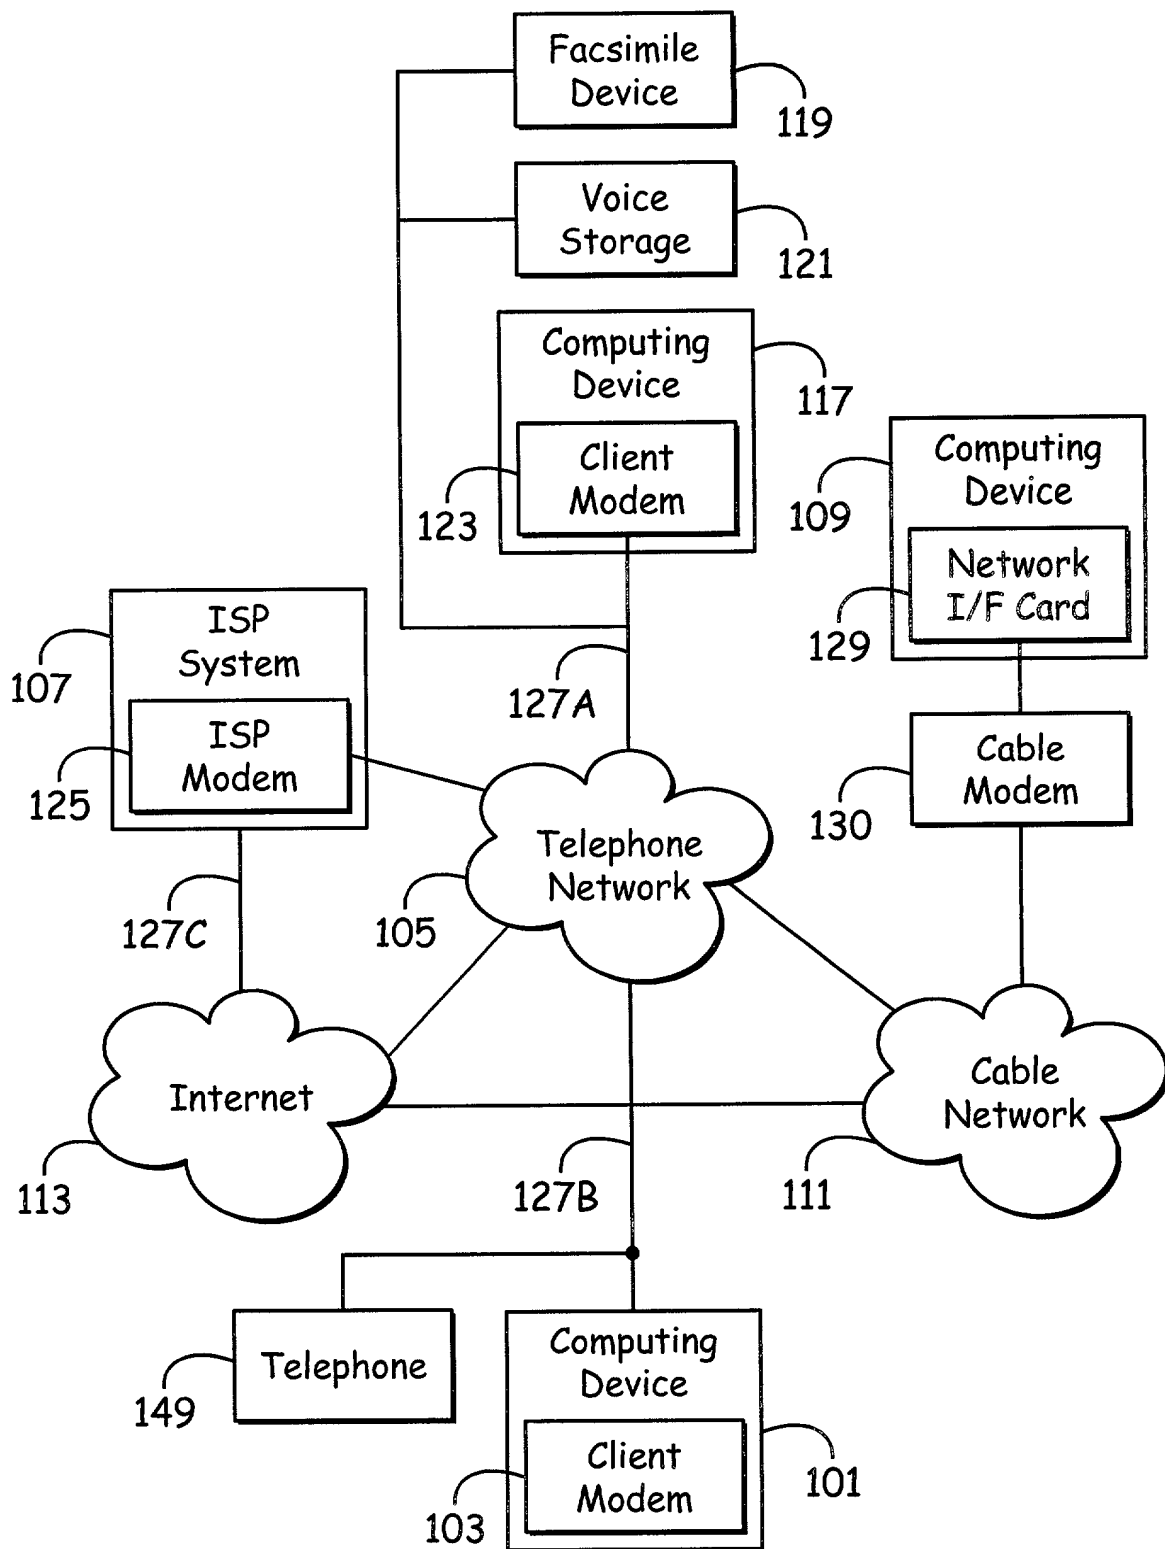 Facsimile
Device
119
Voice
Storage
121
Computing
Device
117
Client
Modem
123
Computing
Device
109
Network
I/F Card
129
ISP
System
107
127A
ISP
Modem
125
Cable
Modem
130
Telephone
Network
105
127C
Internet
113
Cable
Network
111
127B
Telephone
149
Computing
Device
101
Client
Modem
103